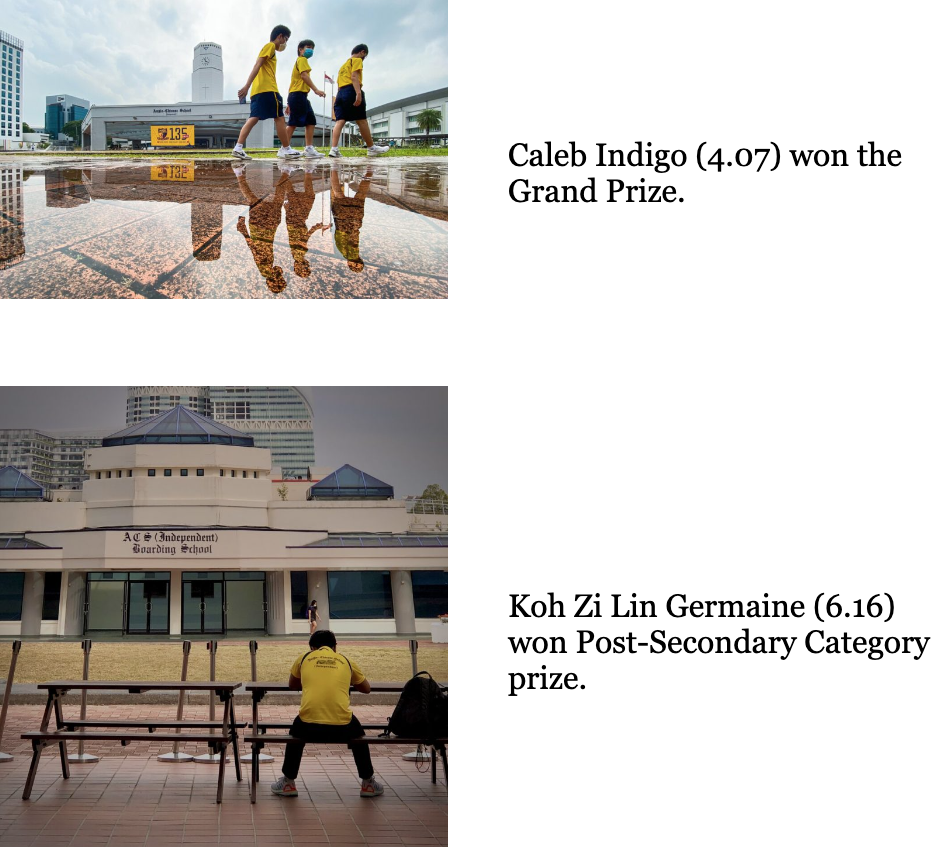 Anglo-Chinese School
135
Caleb Indigo (4.07) won the
Grand Prize.
A C S (Independent)
Boarding School
Koh Zi Lin Germaine (6.16)
won Post-Secondary Category
prize.